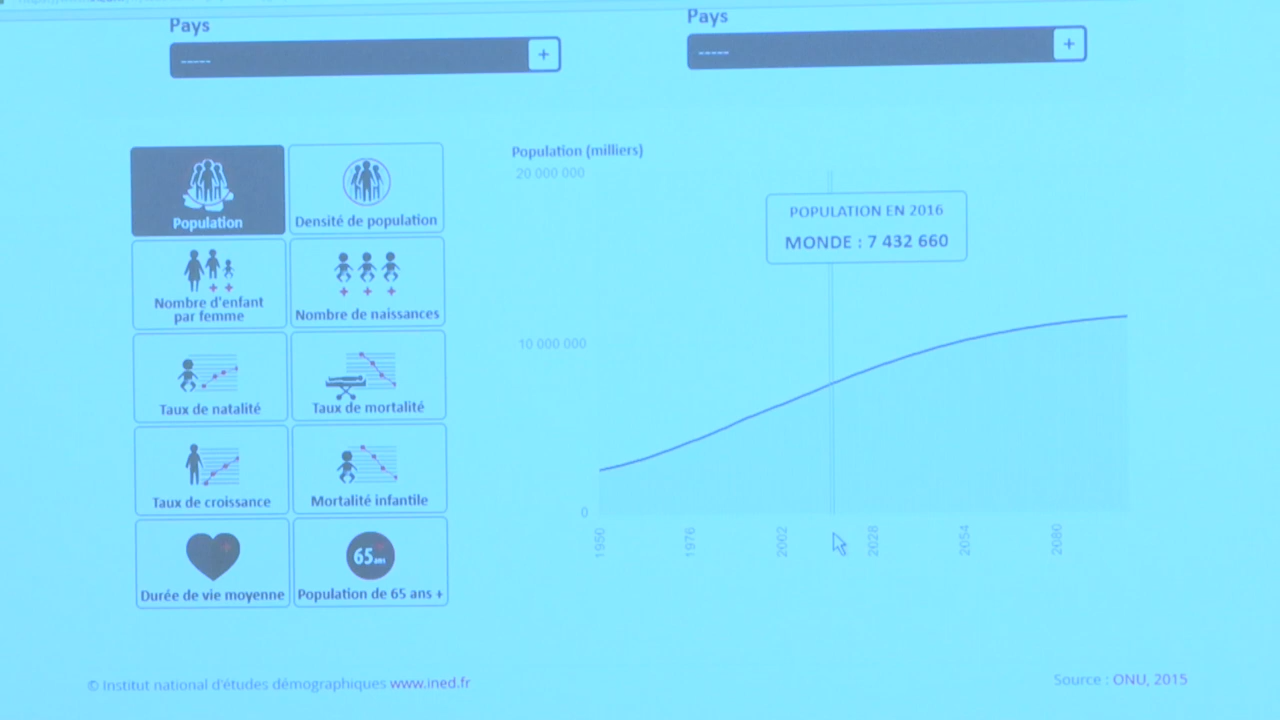 Pays
-----
+
Pays
-----
+
Population
Densité de population
Nombre d'enfant
par femme
Nombre de naissances
Taux de natalité
Taux de mortalité
Taux de croissance
Mortalité infantile
Durée de vie moyenne
65 ans
Population de 65 ans +
Population (milliers)
20 000 000
10 000 000
0
POPULATION EN 2016
MONDE : 7 432 660
1950
1976
2002
2028
2054
2080
© Institut national d'études démographiques www.ined.fr
Source : ONU, 2015